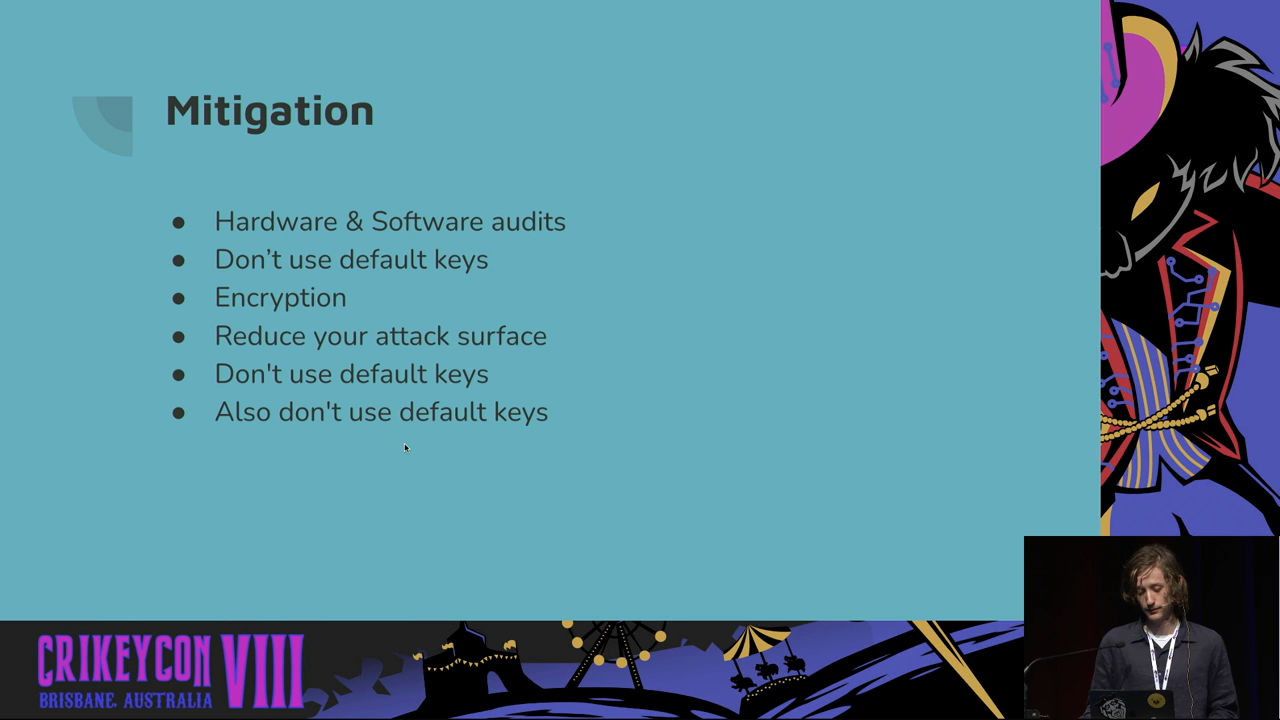 Mitigation
● Hardware & Software audits
● Don’t use default keys
● Encryption
● Reduce your attack surface
● Don't use default keys
● Also don't use default keys
CRIKEYCON VIII
BRISBANE, AUSTRALIA